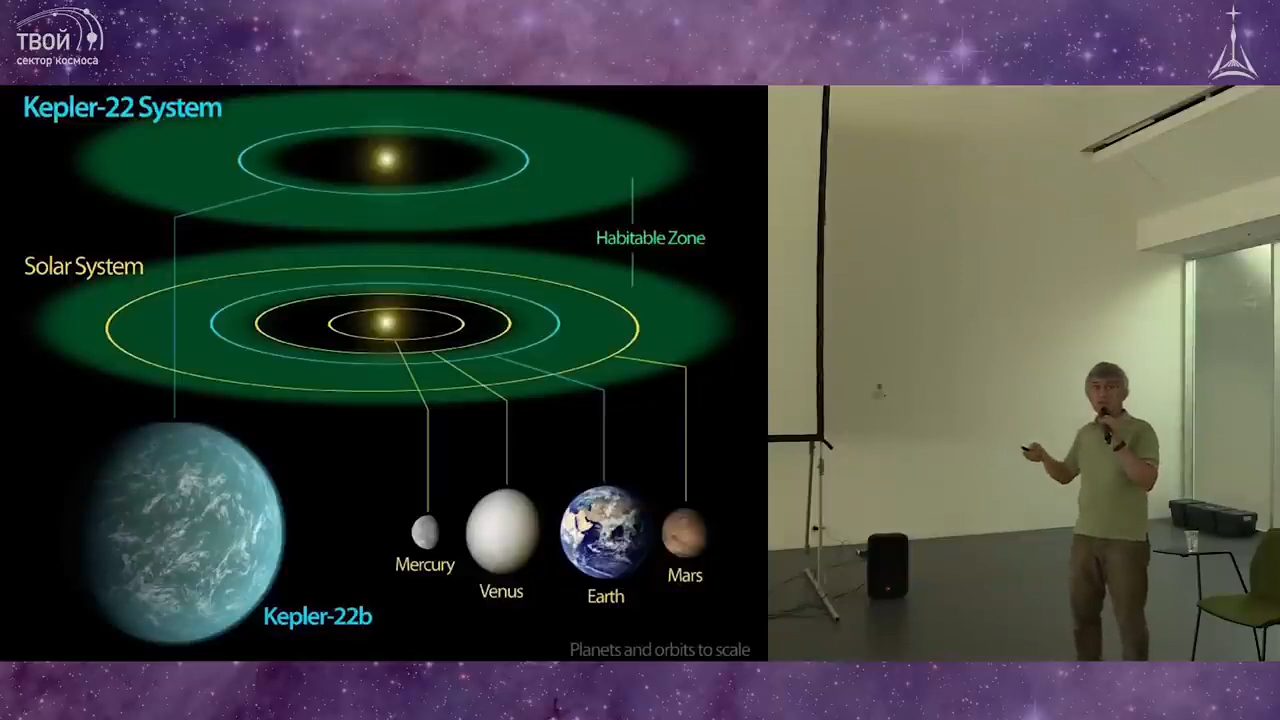 ТВОЙ
сектор космоса
Kepler-22 System
Habitable Zone
Solar System
Mercury
Venus
Earth
Mars
Kepler-22b
Planets and orbits to scale